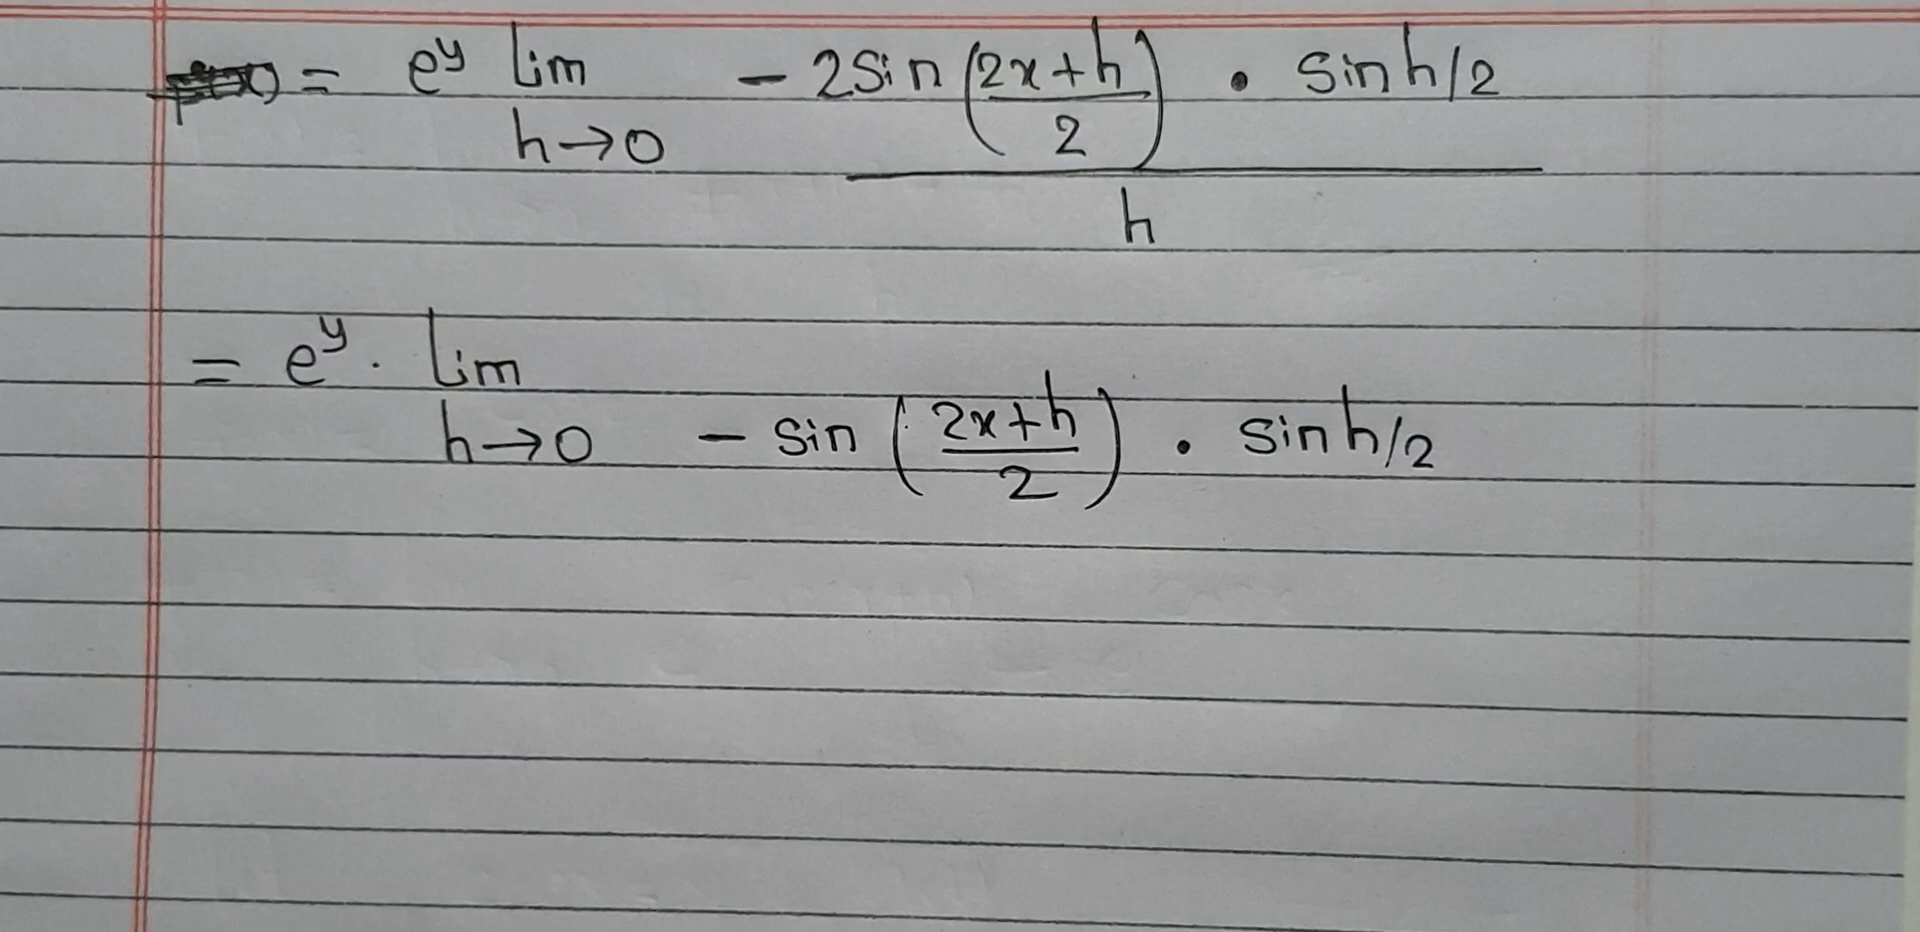 = e^y lim h→0 - 2sin((2x+h)/2) · sin h/2
h
= e^y · lim
h→0 - sin((2x+h)/2) · sin h/2